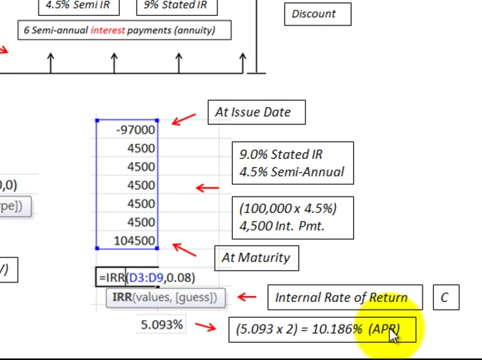 4.5% Semi IR
9% Stated IR
Discount
6 Semi-annual interest payments (annuity)
At Issue Date
-97000
4500
4500
4500
4500
4500
104500
9.0% Stated IR
4.5% Semi-Annual
(100,000 x 4.5%)
4,500 Int. Pmt.
0,0)
ype])
At Maturity
=IRR(D3:D9,0.08)
IRR(values, [guess])
Internal Rate of Return
C
5.093%
(5.093 x 2) = 10.186% (APR)